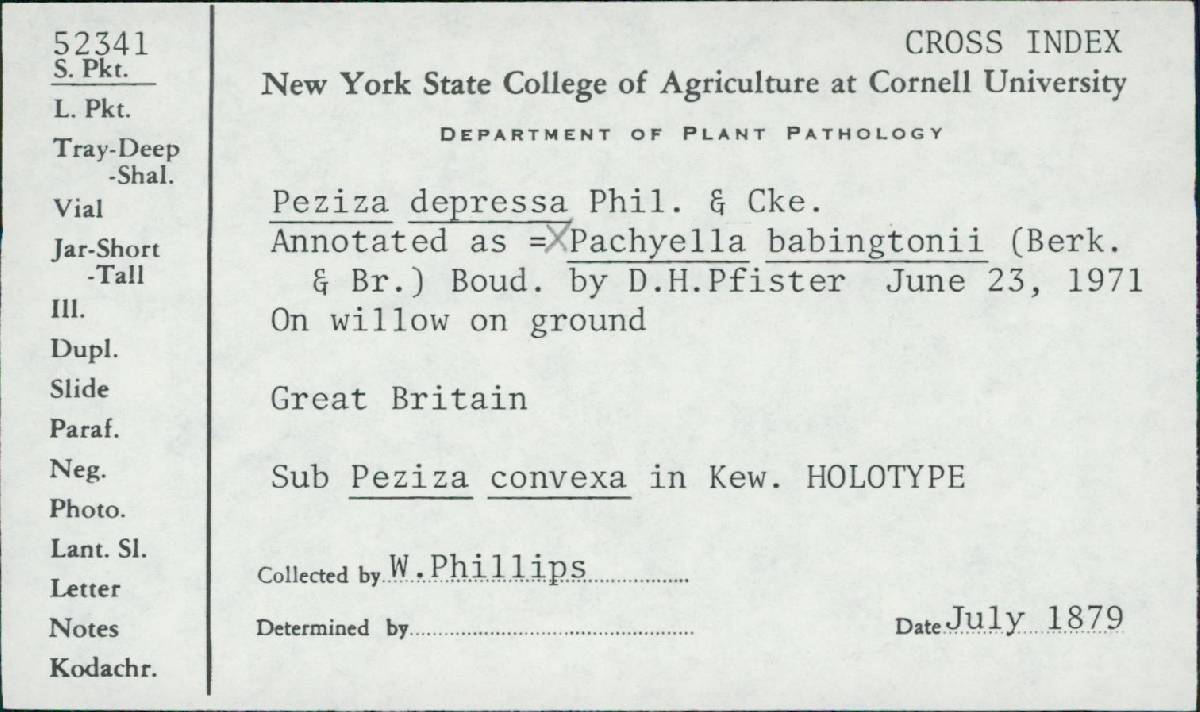 52341
S. Pkt.
L. Pkt.
Tray-Deep
-Shal.
Vial
Jar-Short
-Tall
Ill.
Dupl.
Slide
Paraf.
Neg.
Photo.
Lant. Sl.
Letter
Notes
Kodachr.
CROSS INDEX
New York State College of Agriculture at Cornell University
DEPARTMENT OF PLANT PATHOLOGY
Peziza depressa Phil. & Cke.
Annotated as =X Pachyella babingtonii (Berk.
& Br.) Boud. by D.H.Pfister June 23, 1971
On willow on ground
Great Britain
Sub Peziza convexa in Kew. HOLOTYPE
Collected by W.Phillips
Determined by
Date July 1879